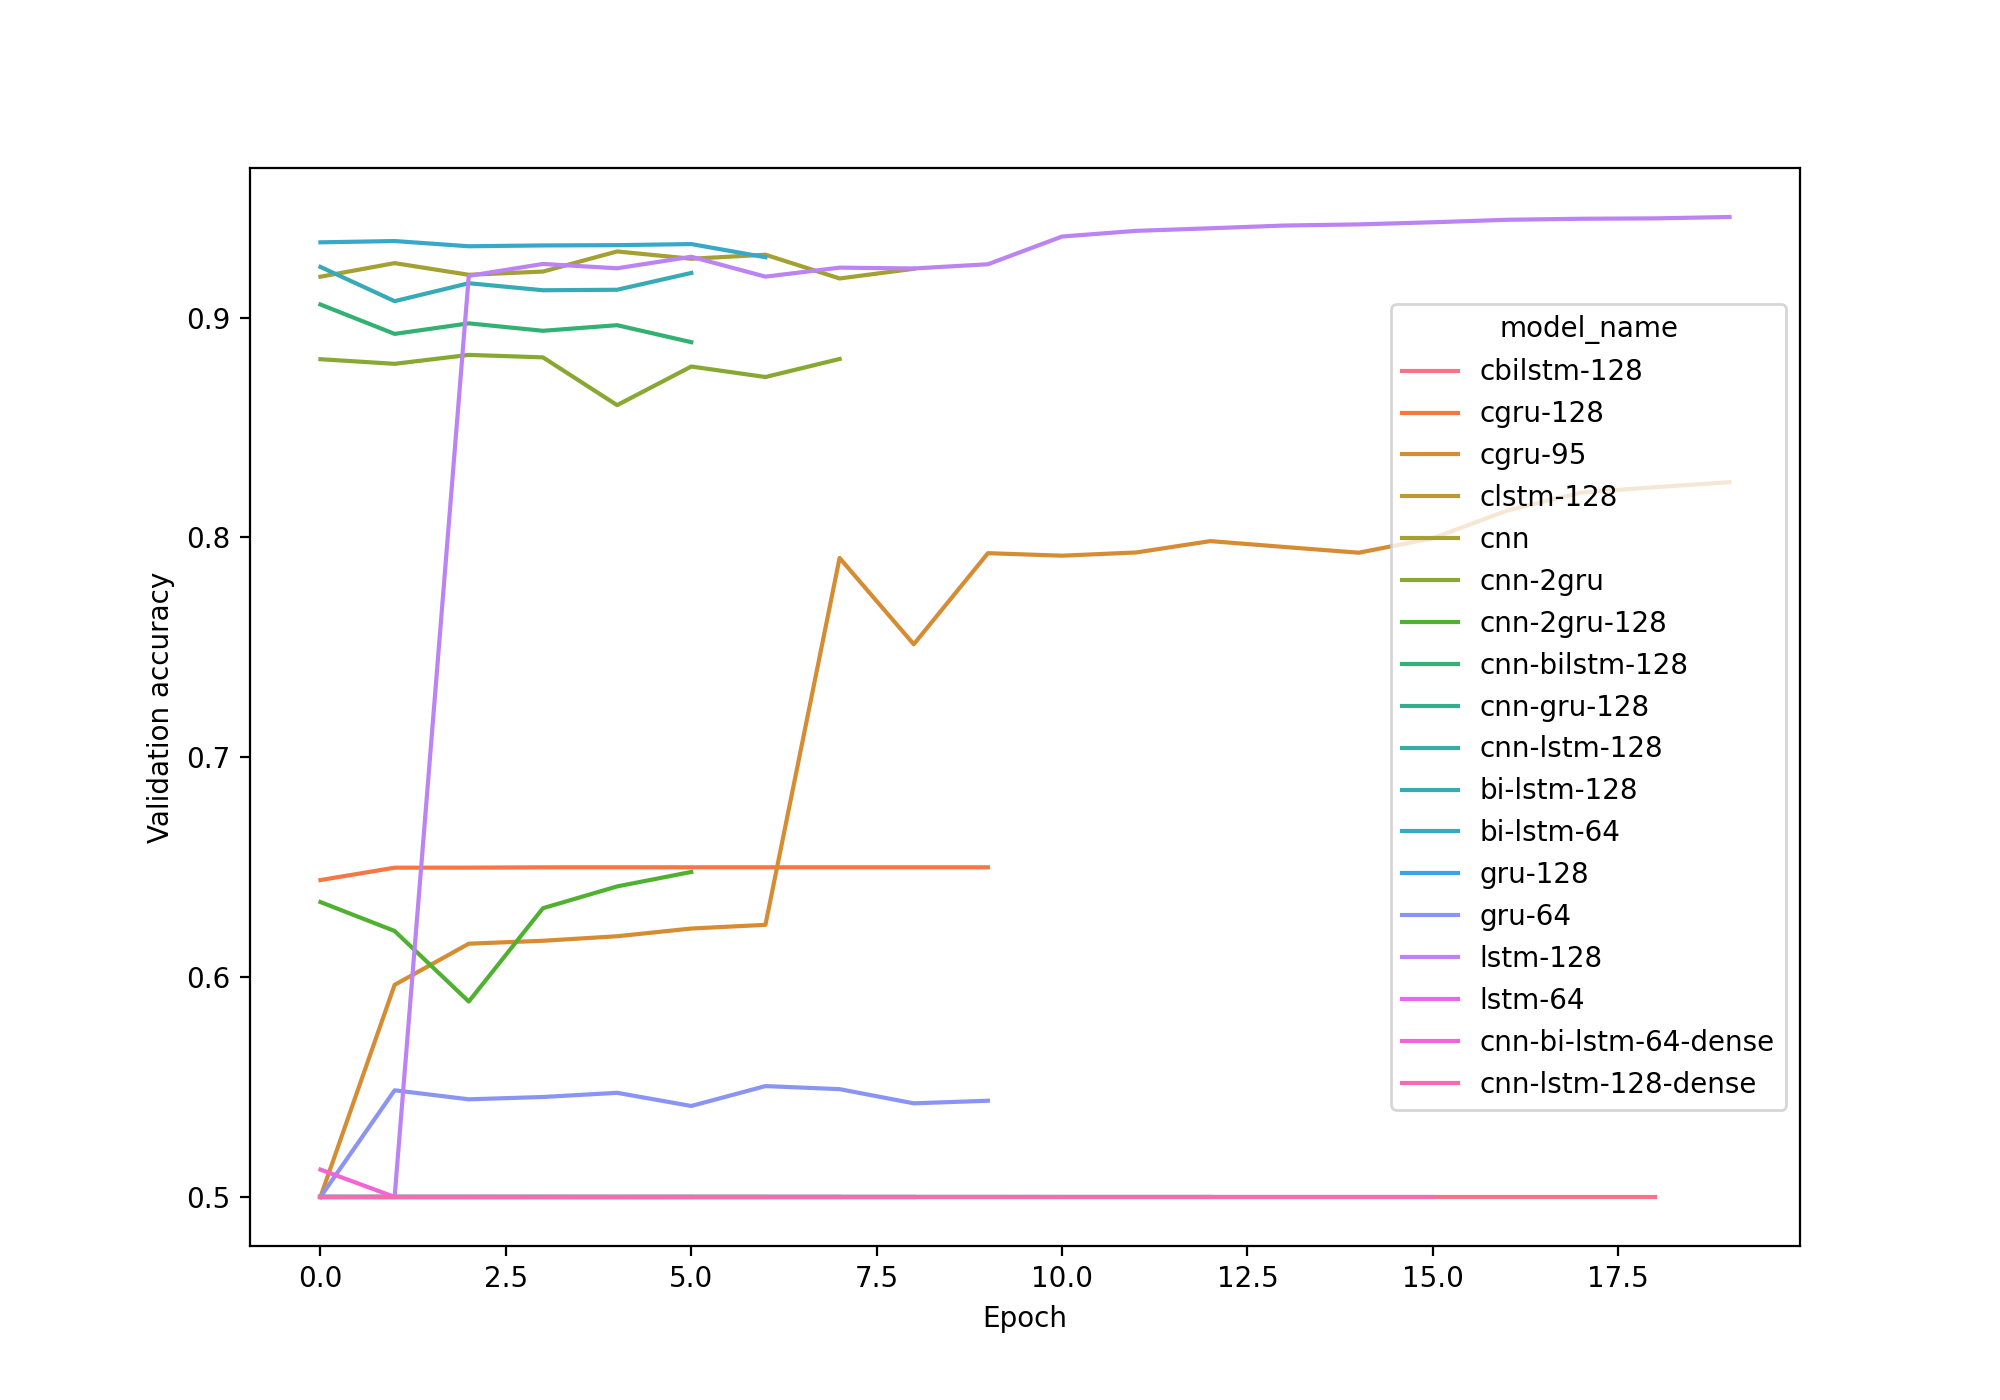 model_name
cbilstm-128
cgru-128
cgru-95
clstm-128
cnn
cnn-2gru
cnn-2gru-128
cnn-bilstm-128
cnn-gru-128
cnn-lstm-128
bi-lstm-128
bi-lstm-64
gru-128
gru-64
lstm-128
lstm-64
cnn-bi-lstm-64-dense
cnn-lstm-128-dense
Validation accuracy
0.9
0.8
0.7
0.6
0.5
0.0 2.5 5.0 7.5 10.0 12.5 15.0 17.5
Epoch